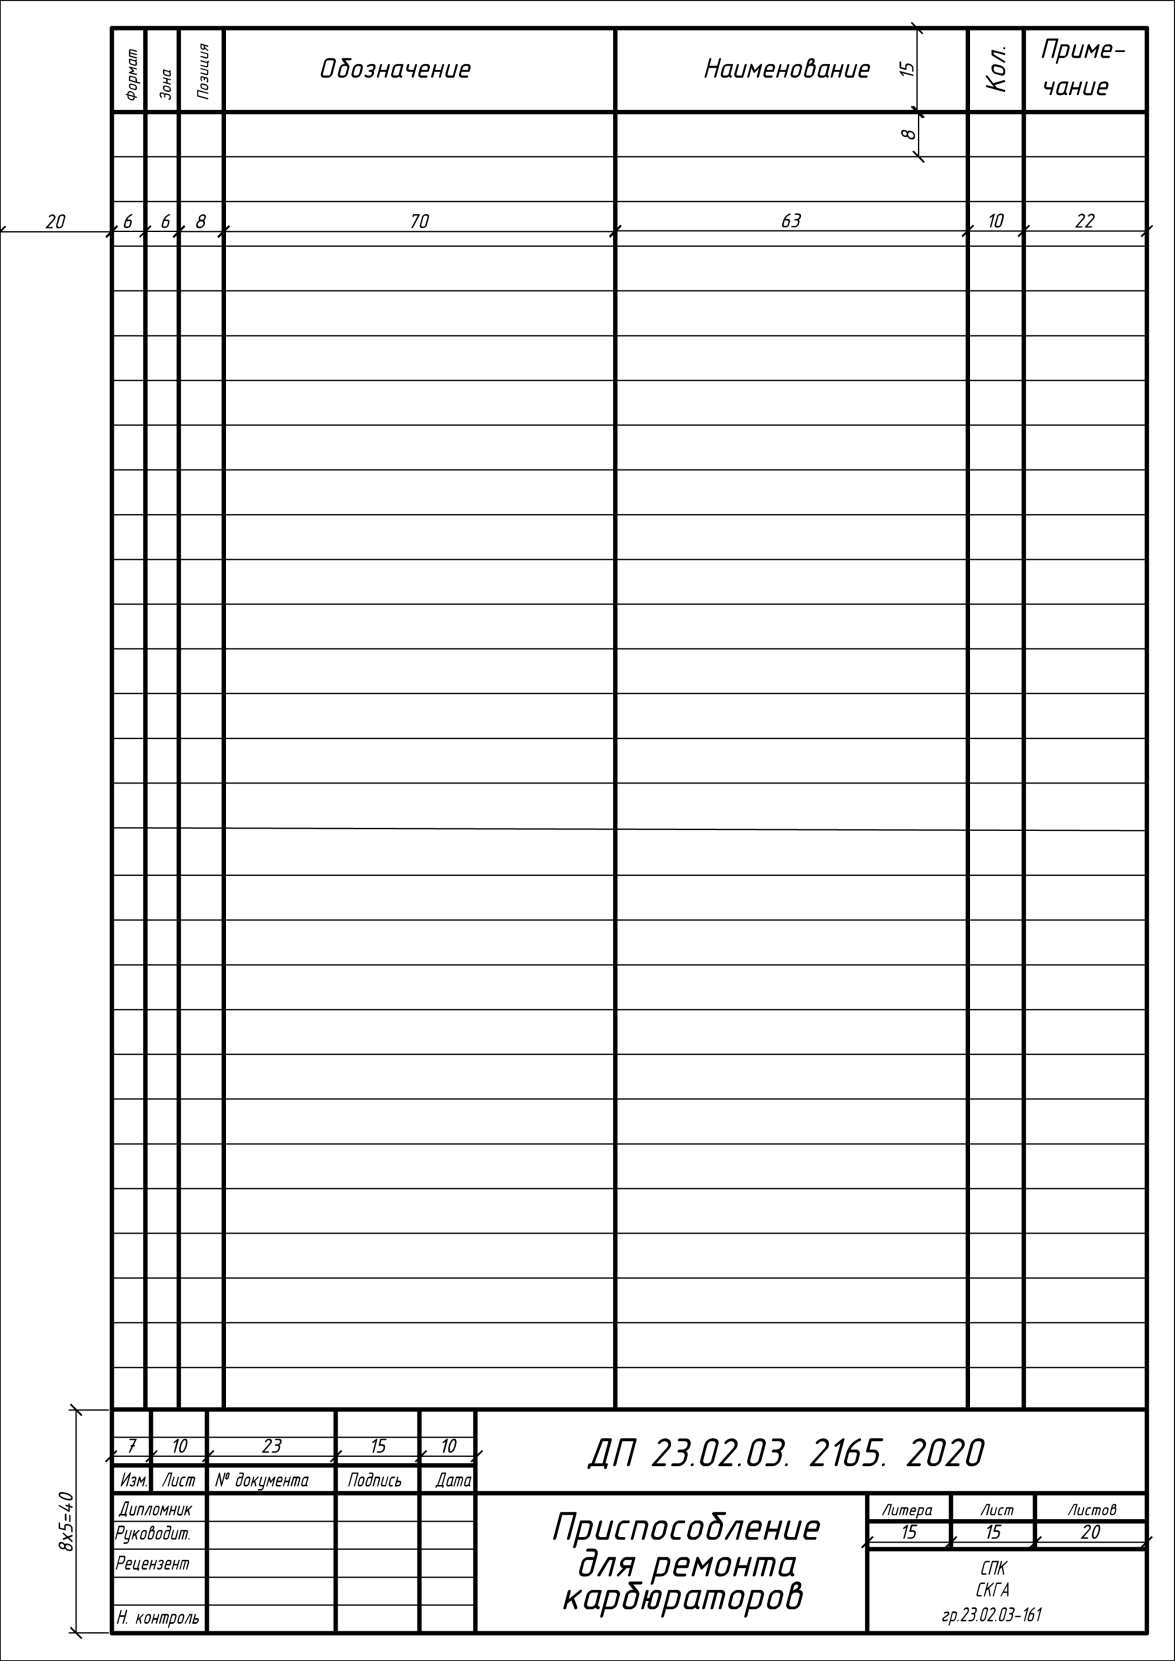 Формат
Зона
Позиция
Обозначение
Наименование
15
Кол.
Приме-
чание
8
20 6 6 8 70 63 10 22
8х5=40
7 10 23 15 10
Изм. Лист № документа Подпись Дата
Дипломник
Руководит.
Рецензент
Н. контроль
ДП 23.02.03. 2165. 2020
Приспособление
для ремонта
карбюраторов
Литера Лист Листов
15 15 20
СПК
СКГА
гр.23.02.03-161